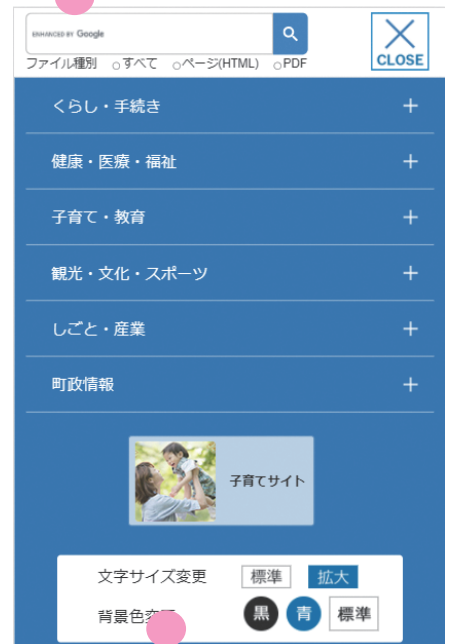 ENHANCED BY Google
CLOSE
ファイル種別 ○すべて ○ページ(HTML) ○PDF
くらし・手続き +
健康・医療・福祉 +
子育て・教育 +
観光・文化・スポーツ +
しごと・産業 +
町政情報 +
子育てサイト
文字サイズ変更 標準 拡大
背景色変更 黒 青 標準